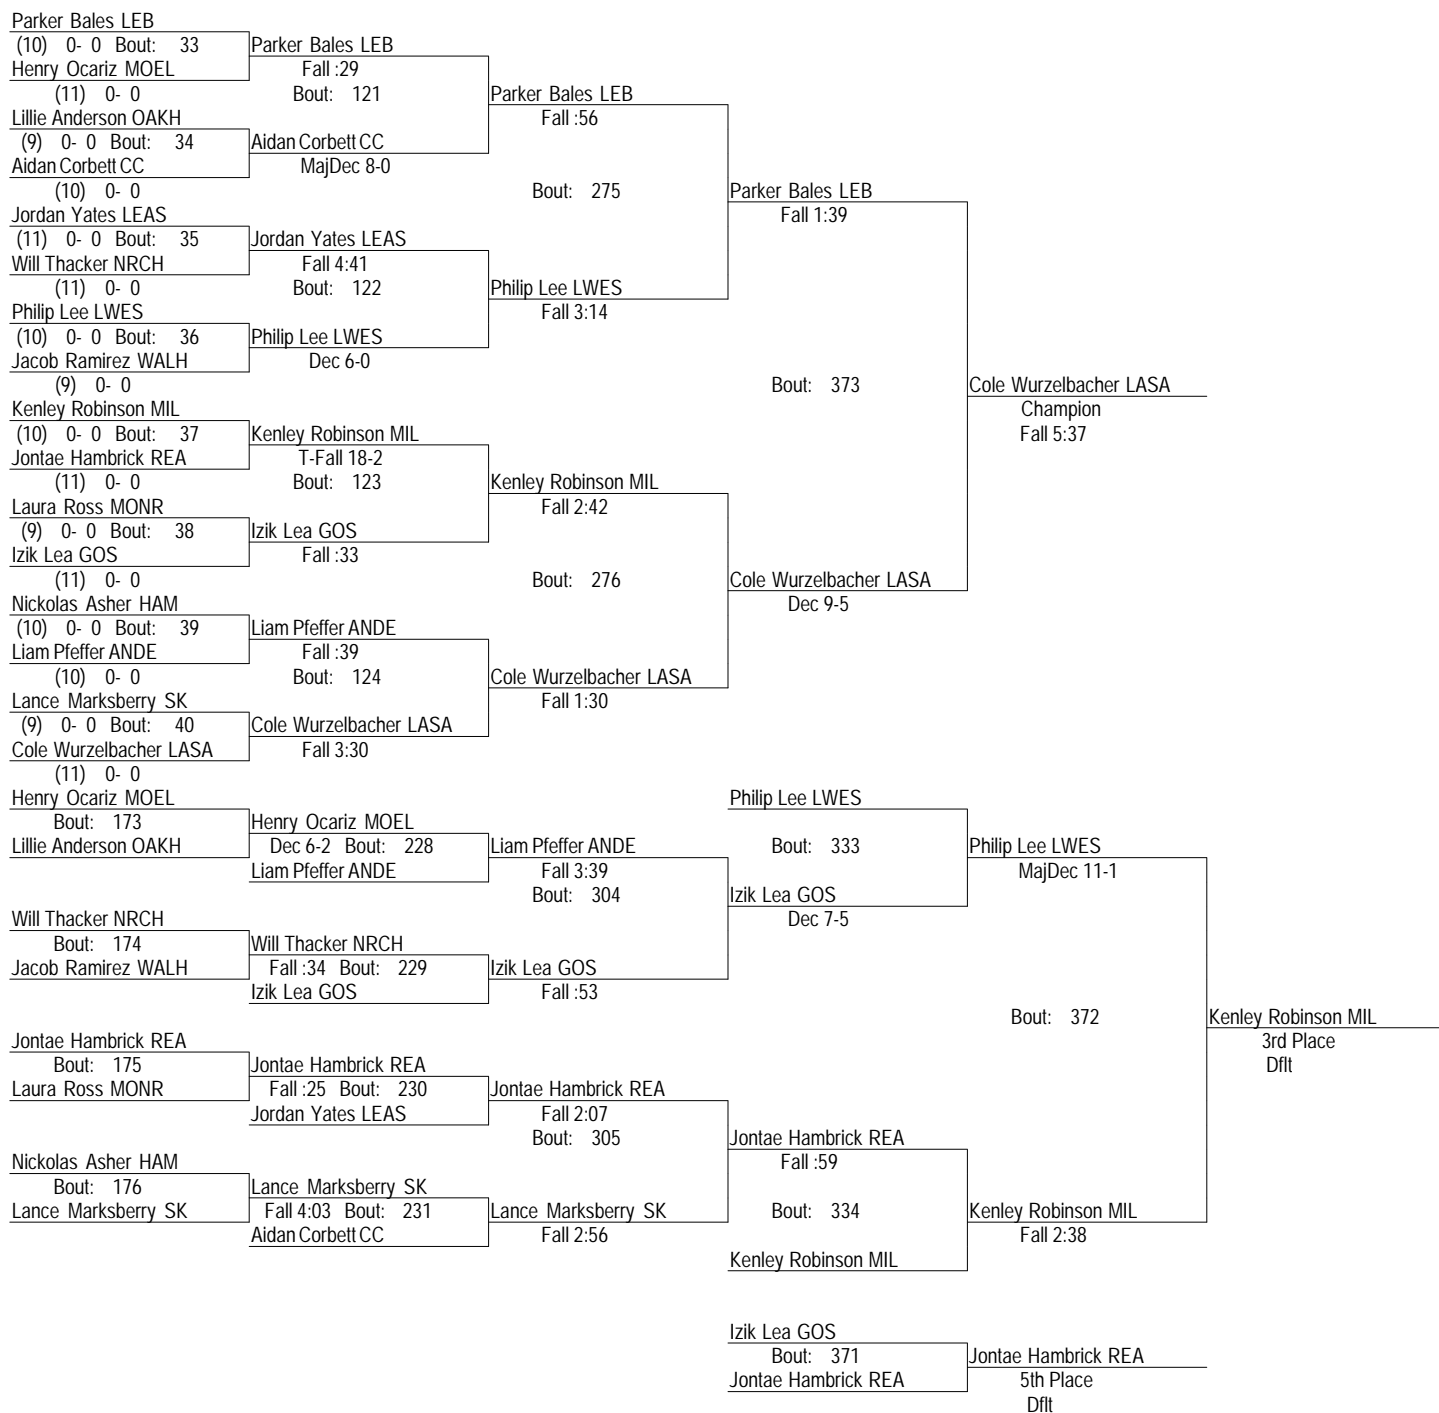 Parker Bales LEB
(10) 0- 0 Bout: 33 Parker Bales LEB
Henry Ocariz MOEL Fall :29
(11) 0- 0 Bout: 121 Parker Bales LEB
Lillie Anderson OAKH Fall :56
(9) 0- 0 Bout: 34 Aidan Corbett CC
Aidan Corbett CC MajDec 8-0
(10) 0- 0 Bout: 275 Parker Bales LEB
Jordan Yates LEAS Fall 1:39
(11) 0- 0 Bout: 35 Jordan Yates LEAS
Will Thacker NRCH Fall 4:41
(11) 0- 0 Bout: 122 Philip Lee LWES
Philip Lee LWES Fall 3:14
(10) 0- 0 Bout: 36 Philip Lee LWES
Jacob Ramirez WALH Dec 6-0
(9) 0- 0 Bout: 373 Cole Wurzelbacher LASA
Kenley Robinson MIL Champion
(10) 0- 0 Bout: 37 Kenley Robinson MIL Fall 5:37
Jontae Hambrick REA T-Fall 18-2
(11) 0- 0 Bout: 123 Kenley Robinson MIL
Laura Ross MONR Fall 2:42
(9) 0- 0 Bout: 38 Izik Lea GOS
Izik Lea GOS Fall :33
(11) 0- 0 Bout: 276 Cole Wurzelbacher LASA
Nickolas Asher HAM Dec 9-5
(10) 0- 0 Bout: 39 Liam Pfeffer ANDE
Liam Pfeffer ANDE Fall :39
(10) 0- 0 Bout: 124 Cole Wurzelbacher LASA
Lance Marksberry SK Fall 1:30
(9) 0- 0 Bout: 40 Cole Wurzelbacher LASA
Cole Wurzelbacher LASA Fall 3:30
(11) 0- 0
Henry Ocariz MOEL Philip Lee LWES
Bout: 173 Henry Ocariz MOEL
Lillie Anderson OAKH Dec 6-2 Bout: 228 Liam Pfeffer ANDE Bout: 333 Philip Lee LWES
Liam Pfeffer ANDE Fall 3:39 MajDec 11-1
Bout: 304 Izik Lea GOS
Will Thacker NRCH Dec 7-5
Bout: 174 Will Thacker NRCH
Jacob Ramirez WALH Fall :34 Bout: 229 Izik Lea GOS
Izik Lea GOS Fall :53
Bout: 372 Kenley Robinson MIL
Jontae Hambrick REA 3rd Place
Bout: 175 Jontae Hambrick REA Dflt
Laura Ross MONR Fall :25 Bout: 230 Jontae Hambrick REA
Jordan Yates LEAS Fall 2:07
Bout: 305 Jontae Hambrick REA
Nickolas Asher HAM Fall :59
Bout: 176 Lance Marksberry SK
Lance Marksberry SK Fall 4:03 Bout: 231 Lance Marksberry SK Bout: 334 Kenley Robinson MIL
Aidan Corbett CC Fall 2:56 Fall 2:38
Kenley Robinson MIL
Izik Lea GOS
Bout: 371 Jontae Hambrick REA
Jontae Hambrick REA 5th Place
Dflt